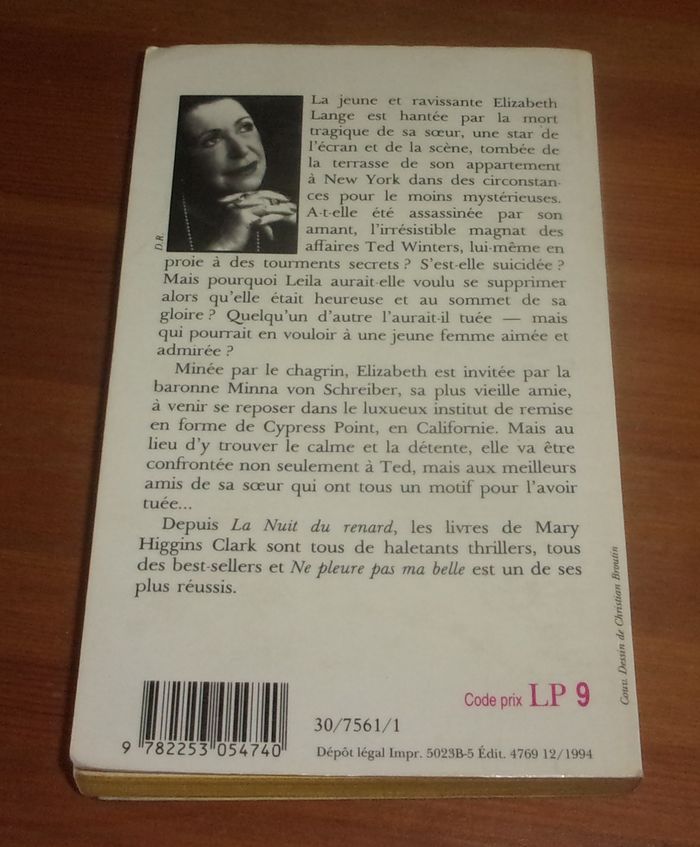 La jeune et ravissante Elizabeth
Lange est hantée par la mort
tragique de sa sœur, une star de
l'écran et de la scène, tombée de
la terrasse de son appartement
à New York dans des circonstan-
ces pour le moins mystérieuses.
A-t-elle été assassinée par son
amant, l'irrésistible magnat des
affaires Ted Winters, lui-même en
D.R.
proie à des tourments secrets ? S'est-elle suicidée ?
Mais pourquoi Leila aurait-elle voulu se supprimer
alors qu'elle était heureuse et au sommet de sa
gloire ? Quelqu'un d'autre l'aurait-il tuée — mais
qui pourrait en vouloir à une jeune femme aimée et
admirée ?
Minée par le chagrin, Elizabeth est invitée par la
baronne Minna von Schreiber, sa plus vieille amie,
à venir se reposer dans le luxueux institut de remise
en forme de Cypress Point, en Californie. Mais au
lieu d'y trouver le calme et la détente, elle va être
confrontée non seulement à Ted, mais aux meilleurs
amis de sa sœur qui ont tous un motif pour l'avoir
tuée...
Depuis La Nuit du renard, les livres de Mary
Higgins Clark sont tous de haletants thrillers, tous
des best-sellers et Ne pleure pas ma belle est un de ses
plus réussis.
Couv. Dessin de Christian Broutin
Code prix LP 9
30/7561/1
9 782253 054740
Dépôt légal Impr. 5023B-5 Édit. 4769 12/1994